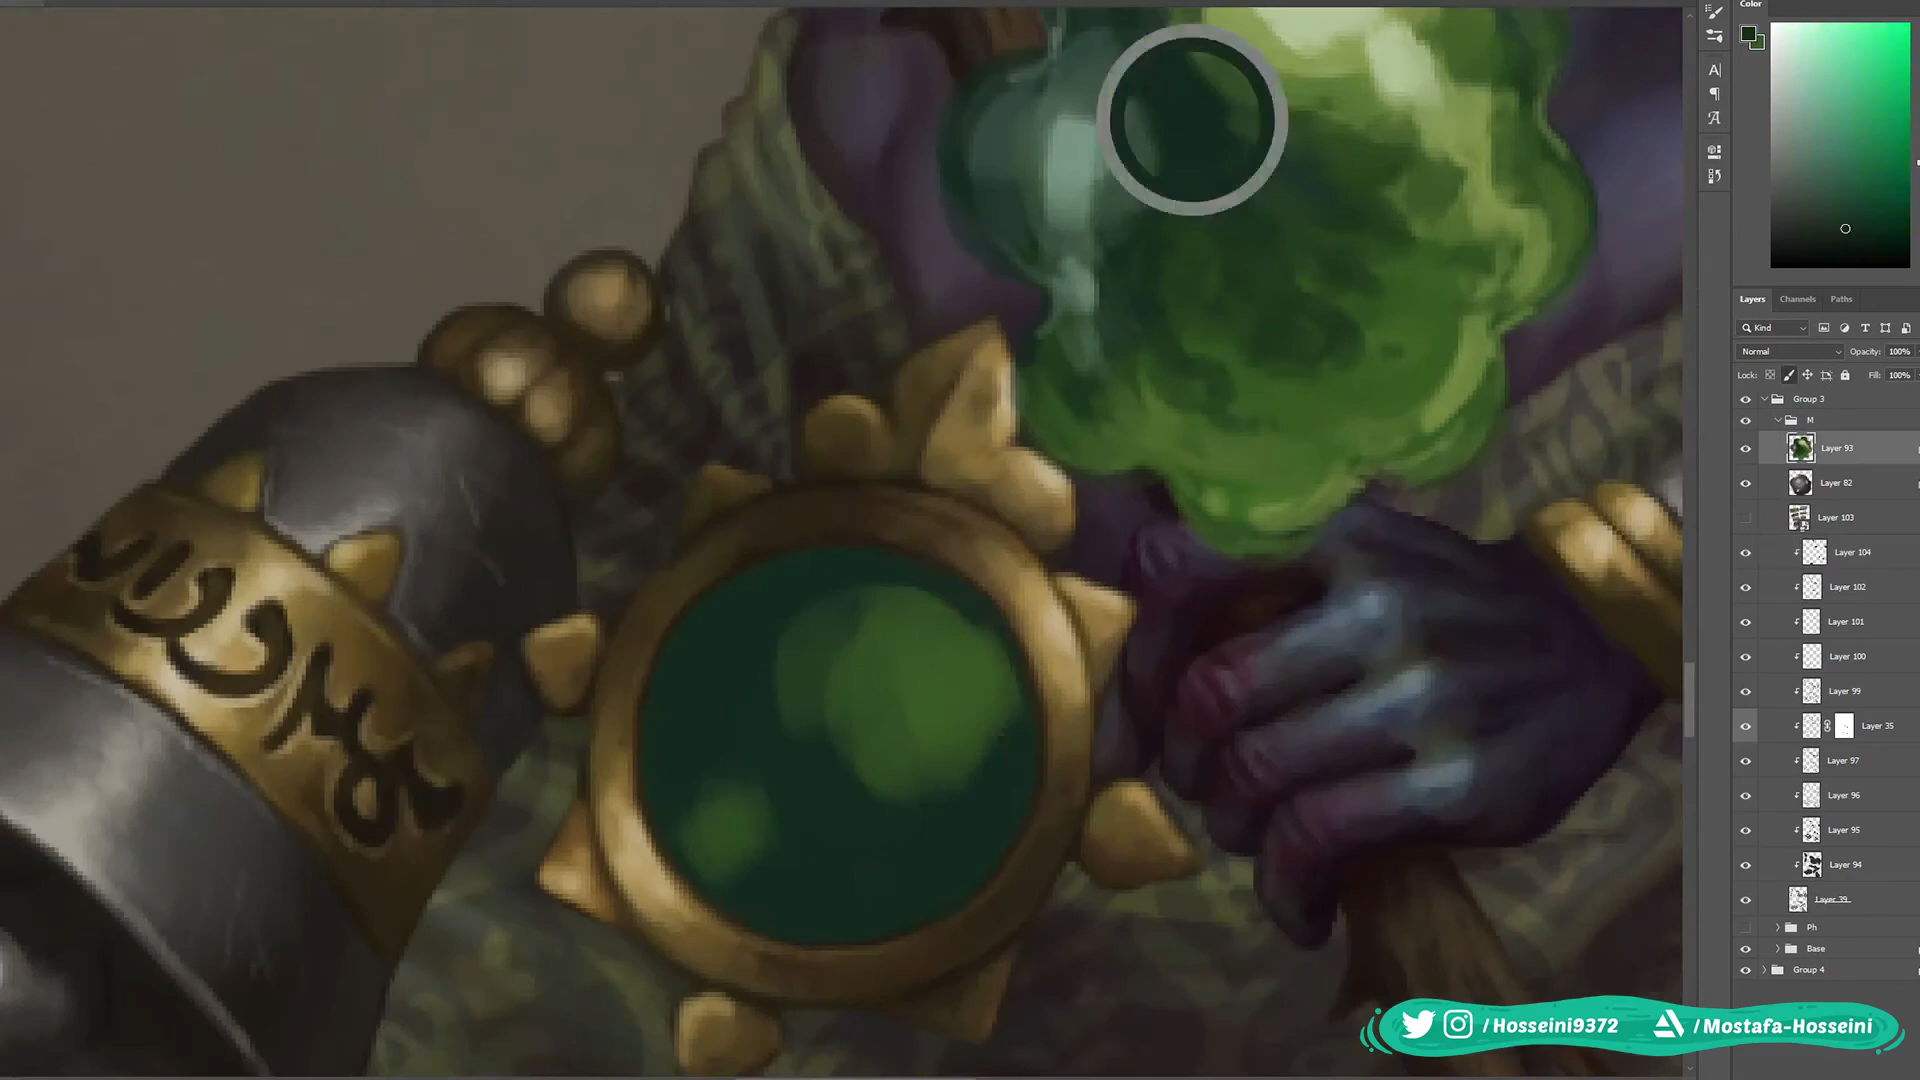 Color
Layers Channels Paths
Kind
Normal Opacity: 100%
Lock: Fill: 100%
Group 3
M
Layer 93
Layer 82
Layer 103
Layer 104
Layer 102
Layer 101
Layer 100
Layer 99
Layer 35
Layer 97
Layer 96
Layer 95
Layer 94
Layer 39
Ph
Base
Group 4
/Hosseini9372 /Mostafa-Hosseini